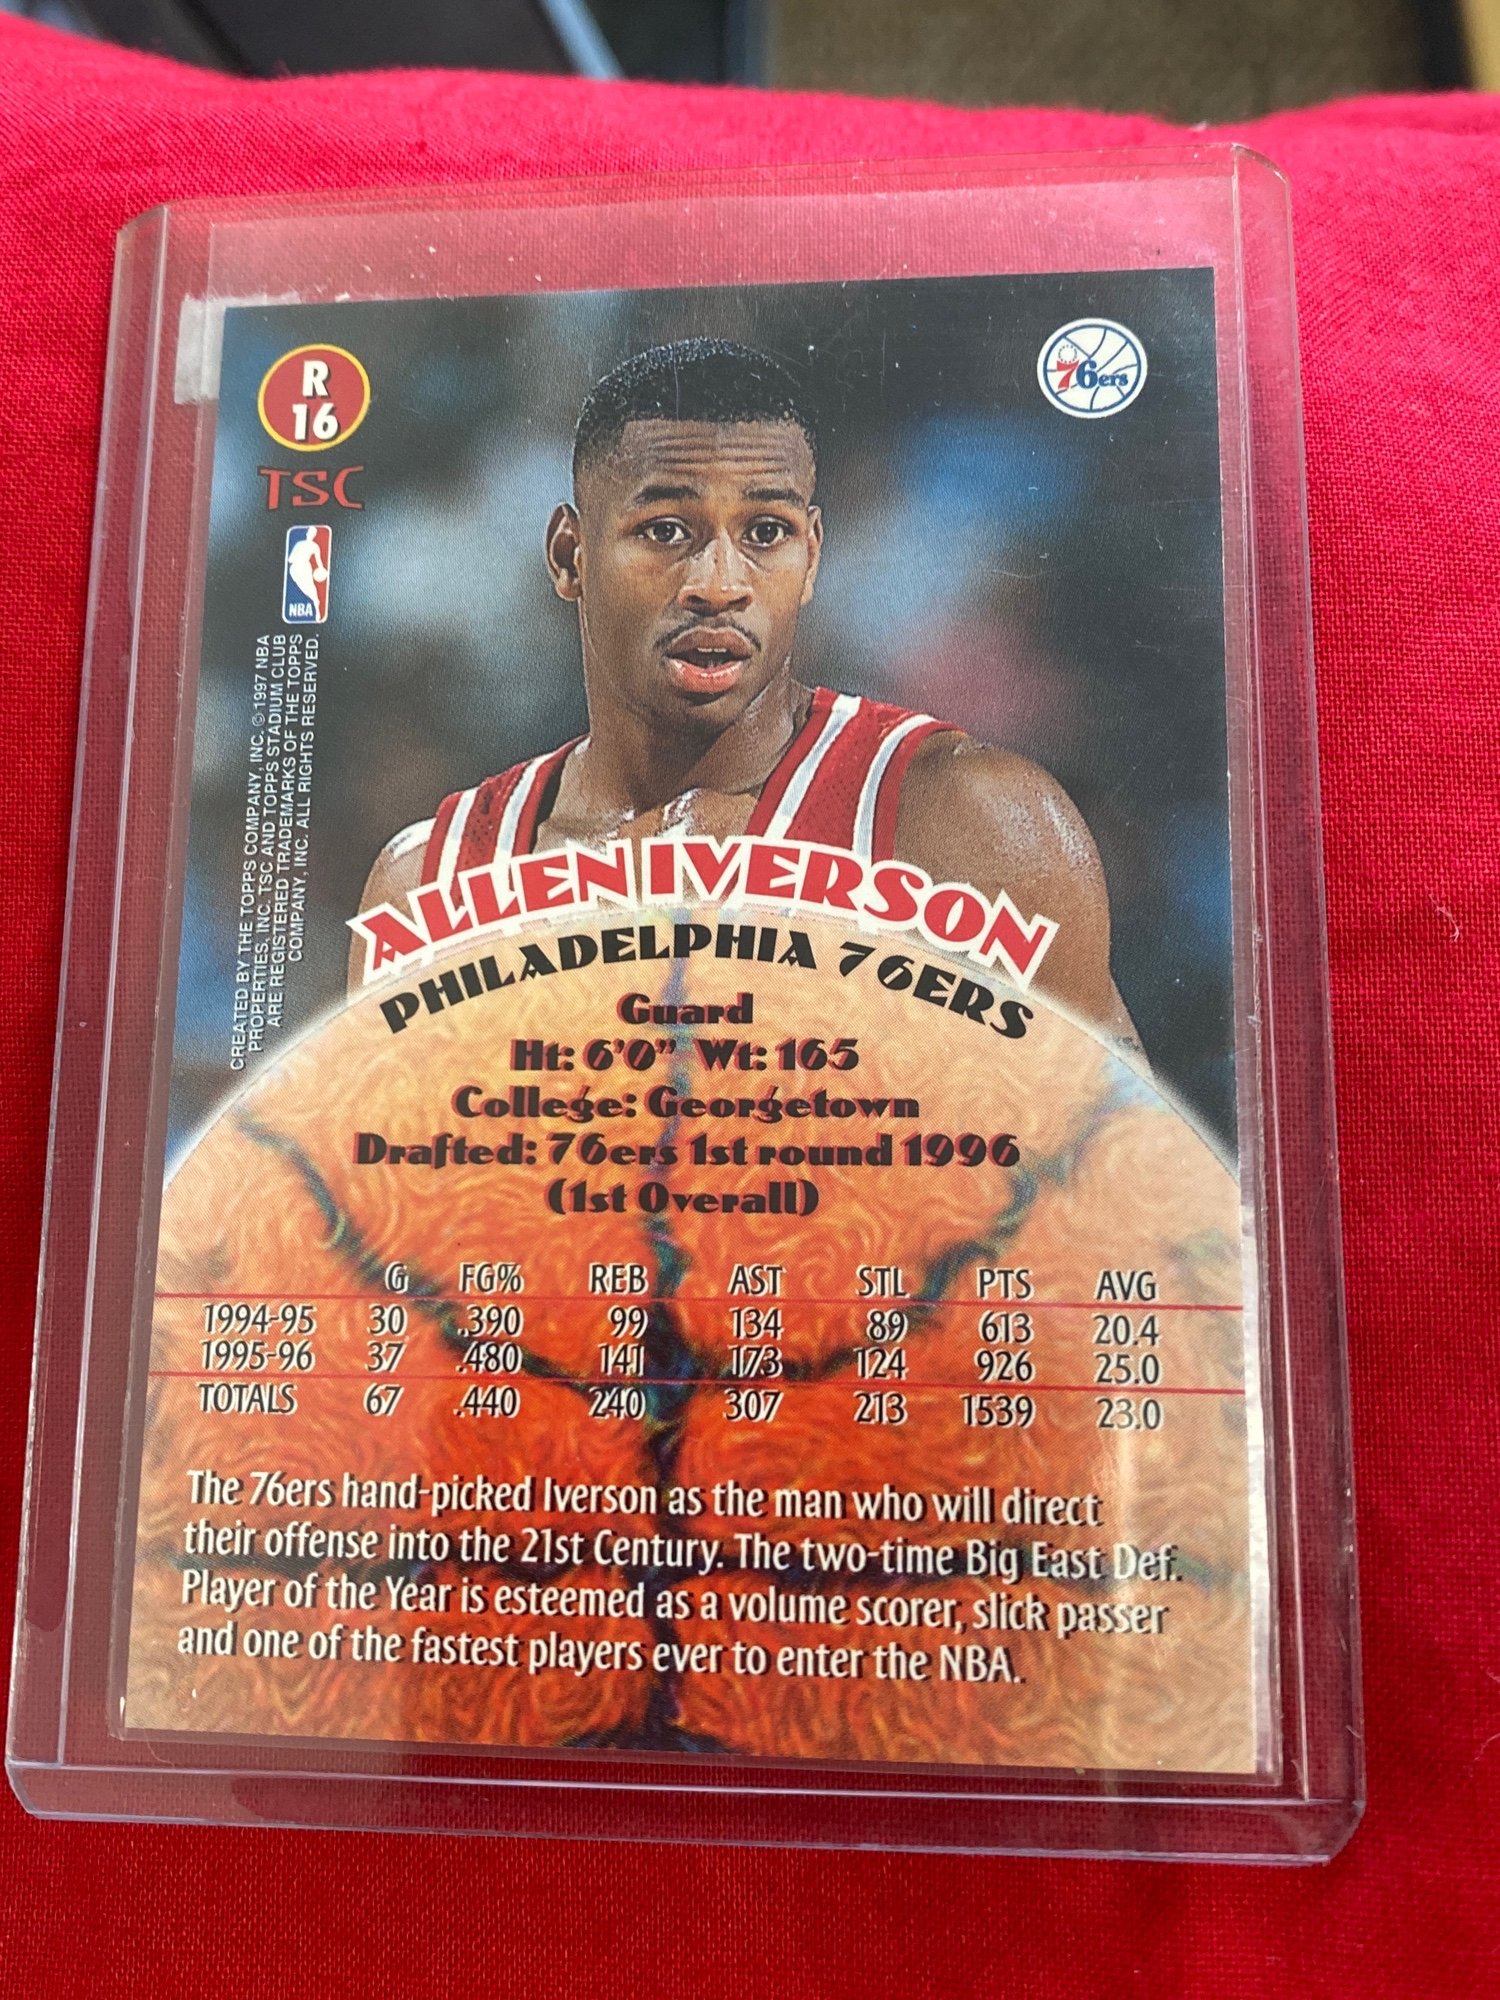 R
16
TSC
76ers
NBA
CREATED BY THE TOPPS COMPANY, INC. © 1997 NBA
PROPERTIES, INC. TSC AND TOPPS STADIUM CLUB
ARE REGISTERED TRADEMARKS OF THE TOPPS
COMPANY, INC. ALL RIGHTS RESERVED.
ALLEN IVERSON
PHILADELPHIA 76ERS
Guard
Ht: 6'0" Wt: 165
College: Georgetown
Drafted: 76ers 1st round 1996
(1st Overall)
G FG% REB AST STL PTS AVG
1994-95 30 .390 99 134 89 613 20.4
1995-96 37 .480 141 173 124 926 25.0
TOTALS 67 .440 240 307 213 1539 23.0
The 76ers hand-picked Iverson as the man who will direct
their offense into the 21st Century. The two-time Big East Def.
Player of the Year is esteemed as a volume scorer, slick passer
and one of the fastest players ever to enter the NBA.